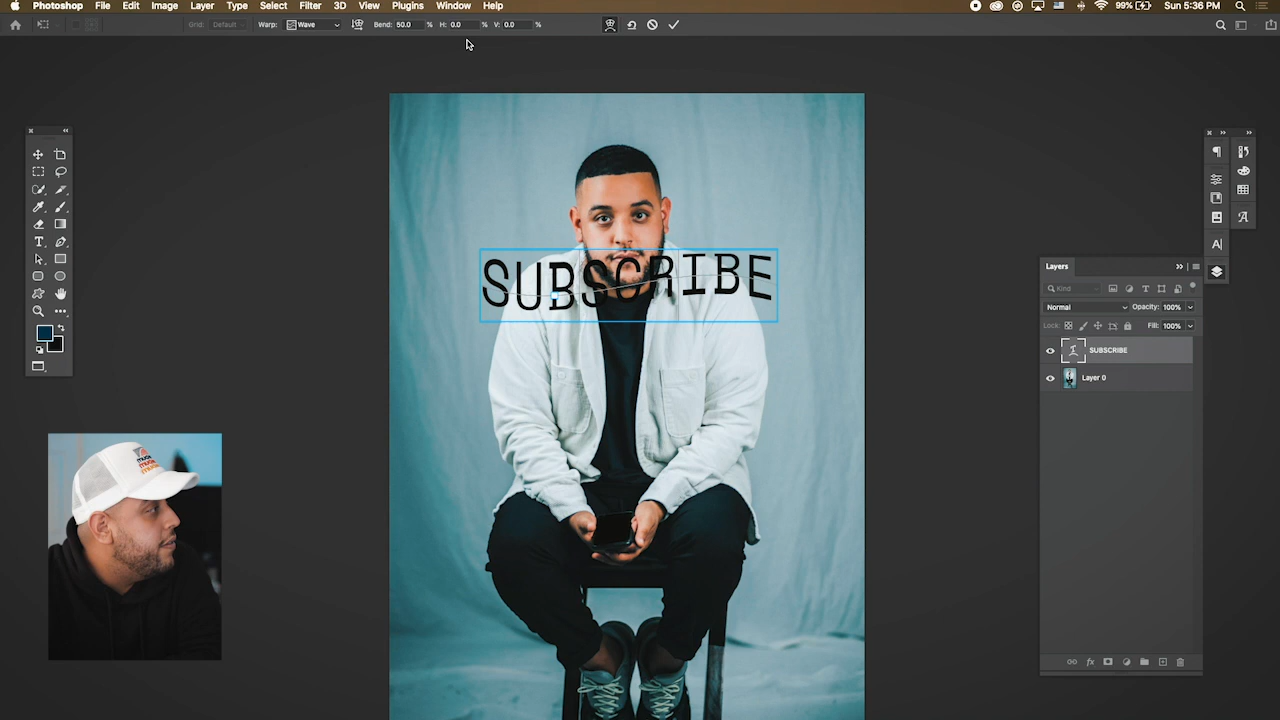 Photoshop File Edit Image Layer Type Select Filter 3D View Plugins Window Help 99% Sun 5:36 PM
Grid: Default Warp: Wave Bend: 50.0 % H: 0.0 % V: 0.0 %
SUBSCRIBE
Layers
Kind
Normal Opacity: 100%
Lock: Fill: 100%
SUBSCRIBE
Layer 0